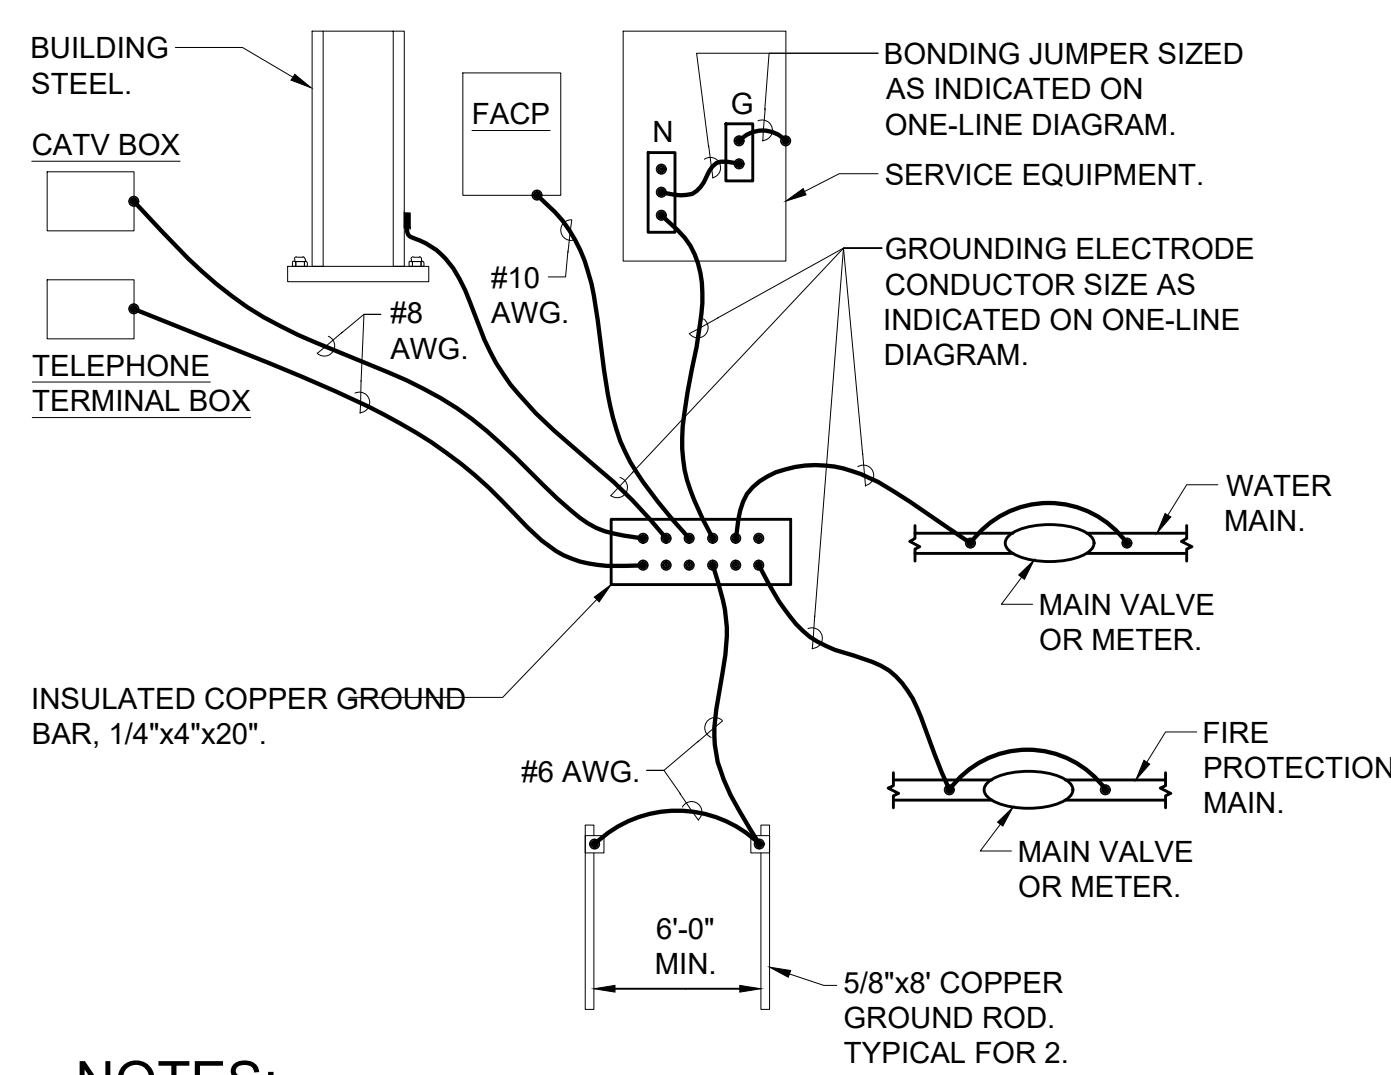 BUILDING
STEEL.
CATV BOX
FACP
N
G
BONDING JUMPER SIZED
AS INDICATED ON
ONE-LINE DIAGRAM.
SERVICE EQUIPMENT.
GROUNDING ELECTRODE
CONDUCTOR SIZE AS
INDICATED ON ONE-LINE
DIAGRAM.
#10
AWG.
#8
AWG.
TELEPHONE
TERMINAL BOX
WATER
MAIN.
MAIN VALVE
OR METER.
INSULATED COPPER GROUND
BAR, 1/4"x4"x20".
#6 AWG.
FIRE
PROTECTION
MAIN.
MAIN VALVE
OR METER.
6'-0"
MIN.
5/8"x8' COPPER
GROUND ROD.
TYPICAL FOR 2.
NOTES: